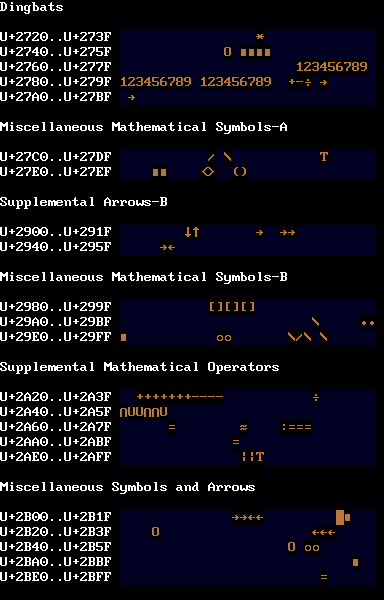 Dingbats
U+2720..U+273F *
U+2740..U+275F O ▪▪▪▪
U+2760..U+277F 123456789
U+2780..U+279F 123456789 123456789 +-÷ →
U+27A0..U+27BF →
Miscellaneous Mathematical Symbols-A
U+27C0..U+27DF / \ T
U+27E0..U+27EF ▪▪ ◇ ()
Supplemental Arrows-B
U+2900..U+291F ↓↑ → →→
U+2940..U+295F →←
Miscellaneous Mathematical Symbols-B
U+2980..U+299F [][][]
U+29A0..U+29BF \ ••
U+29E0..U+29FF ▪ oo \/\ \
Supplemental Mathematical Operators
U+2A20..U+2A3F +++++++---- ÷
U+2A40..U+2A5F ∩UU∩∩U
U+2A60..U+2A7F = ≈ :===
U+2AA0..U+2ABF =
U+2AE0..U+2AFF ¦¦T
Miscellaneous Symbols and Arrows
U+2B00..U+2B1F →→←← █▪
U+2B20..U+2B3F O ←←←
U+2B40..U+2B5F O oo
U+2BA0..U+2BBF ▪
U+2BE0..U+2BFF =